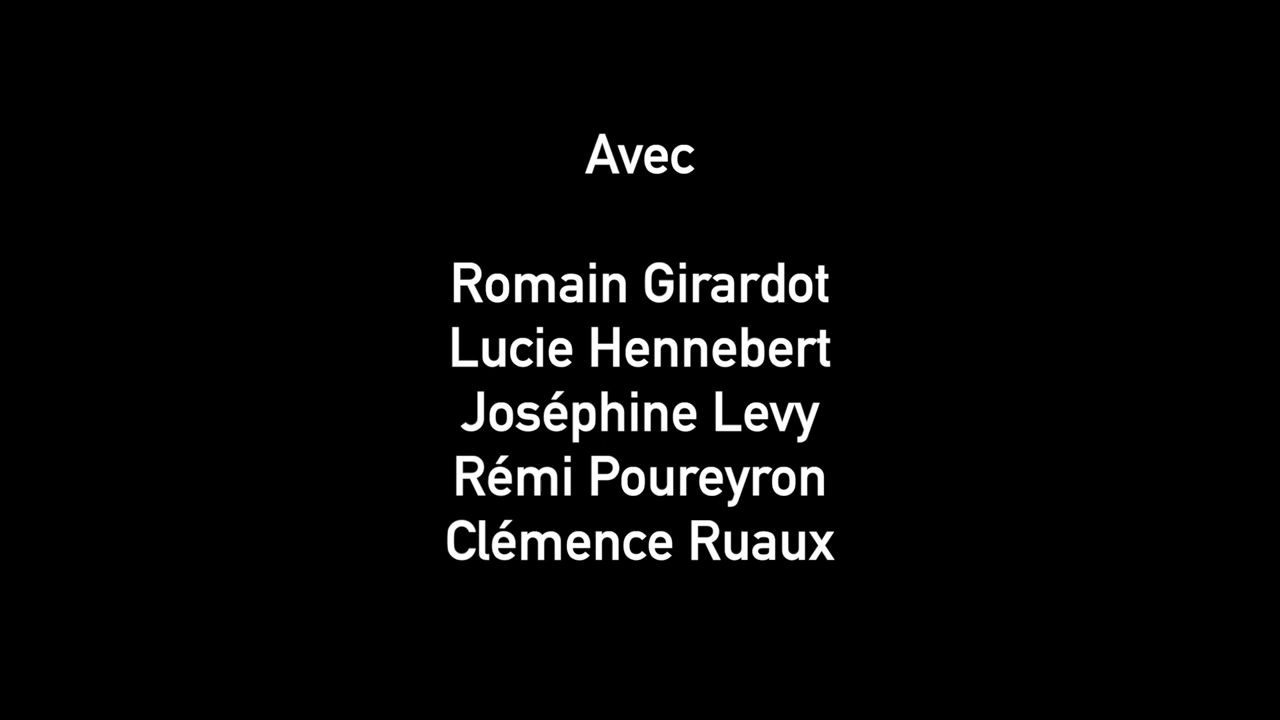 Avec
Romain Girardot
Lucie Hennebert
Joséphine Levy
Rémi Poureyron
Clémence Ruaux